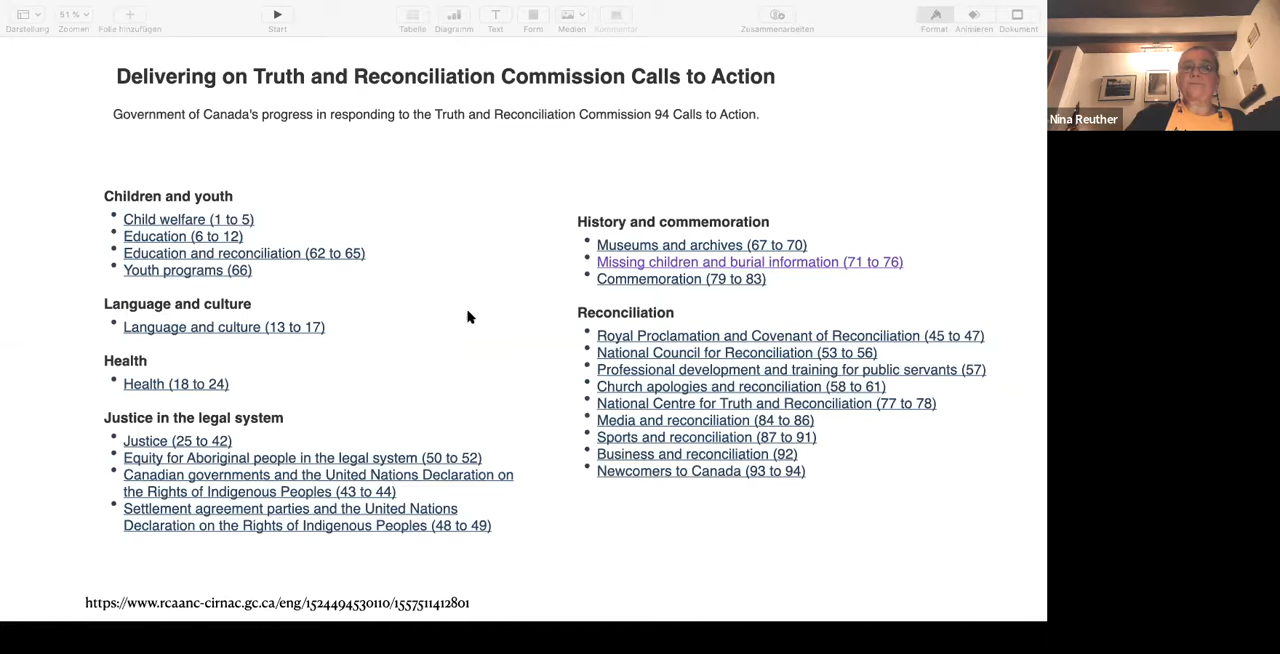 51 %
Darstellung
Zoomen
Folie hinzufügen
Start
Tabelle
Diagramm
Text
Form
Medien
Kommentar
Zusammenarbeiten
Format
Animieren
Dokument
Nina Reuther
Delivering on Truth and Reconciliation Commission Calls to Action
Government of Canada's progress in responding to the Truth and Reconciliation Commission 94 Calls to Action.
Children and youth
• Child welfare (1 to 5)
• Education (6 to 12)
• Education and reconciliation (62 to 65)
• Youth programs (66)
Language and culture
• Language and culture (13 to 17)
Health
• Health (18 to 24)
Justice in the legal system
• Justice (25 to 42)
• Equity for Aboriginal people in the legal system (50 to 52)
• Canadian governments and the United Nations Declaration on
the Rights of Indigenous Peoples (43 to 44)
• Settlement agreement parties and the United Nations
Declaration on the Rights of Indigenous Peoples (48 to 49)
History and commemoration
• Museums and archives (67 to 70)
• Missing children and burial information (71 to 76)
• Commemoration (79 to 83)
Reconciliation
• Royal Proclamation and Covenant of Reconciliation (45 to 47)
• National Council for Reconciliation (53 to 56)
• Professional development and training for public servants (57)
• Church apologies and reconciliation (58 to 61)
• National Centre for Truth and Reconciliation (77 to 78)
• Media and reconciliation (84 to 86)
• Sports and reconciliation (87 to 91)
• Business and reconciliation (92)
• Newcomers to Canada (93 to 94)
https://www.rcaanc-cirnac.gc.ca/eng/1524494530110/1557511412801